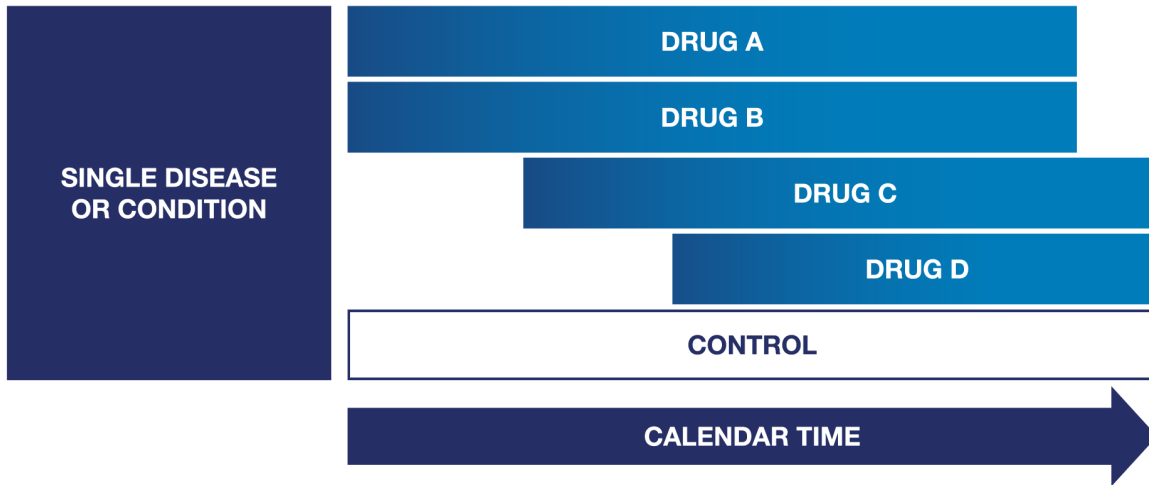 DRUG A
DRUG B
SINGLE DISEASE
OR CONDITION
DRUG C
DRUG D
CONTROL
CALENDAR TIME